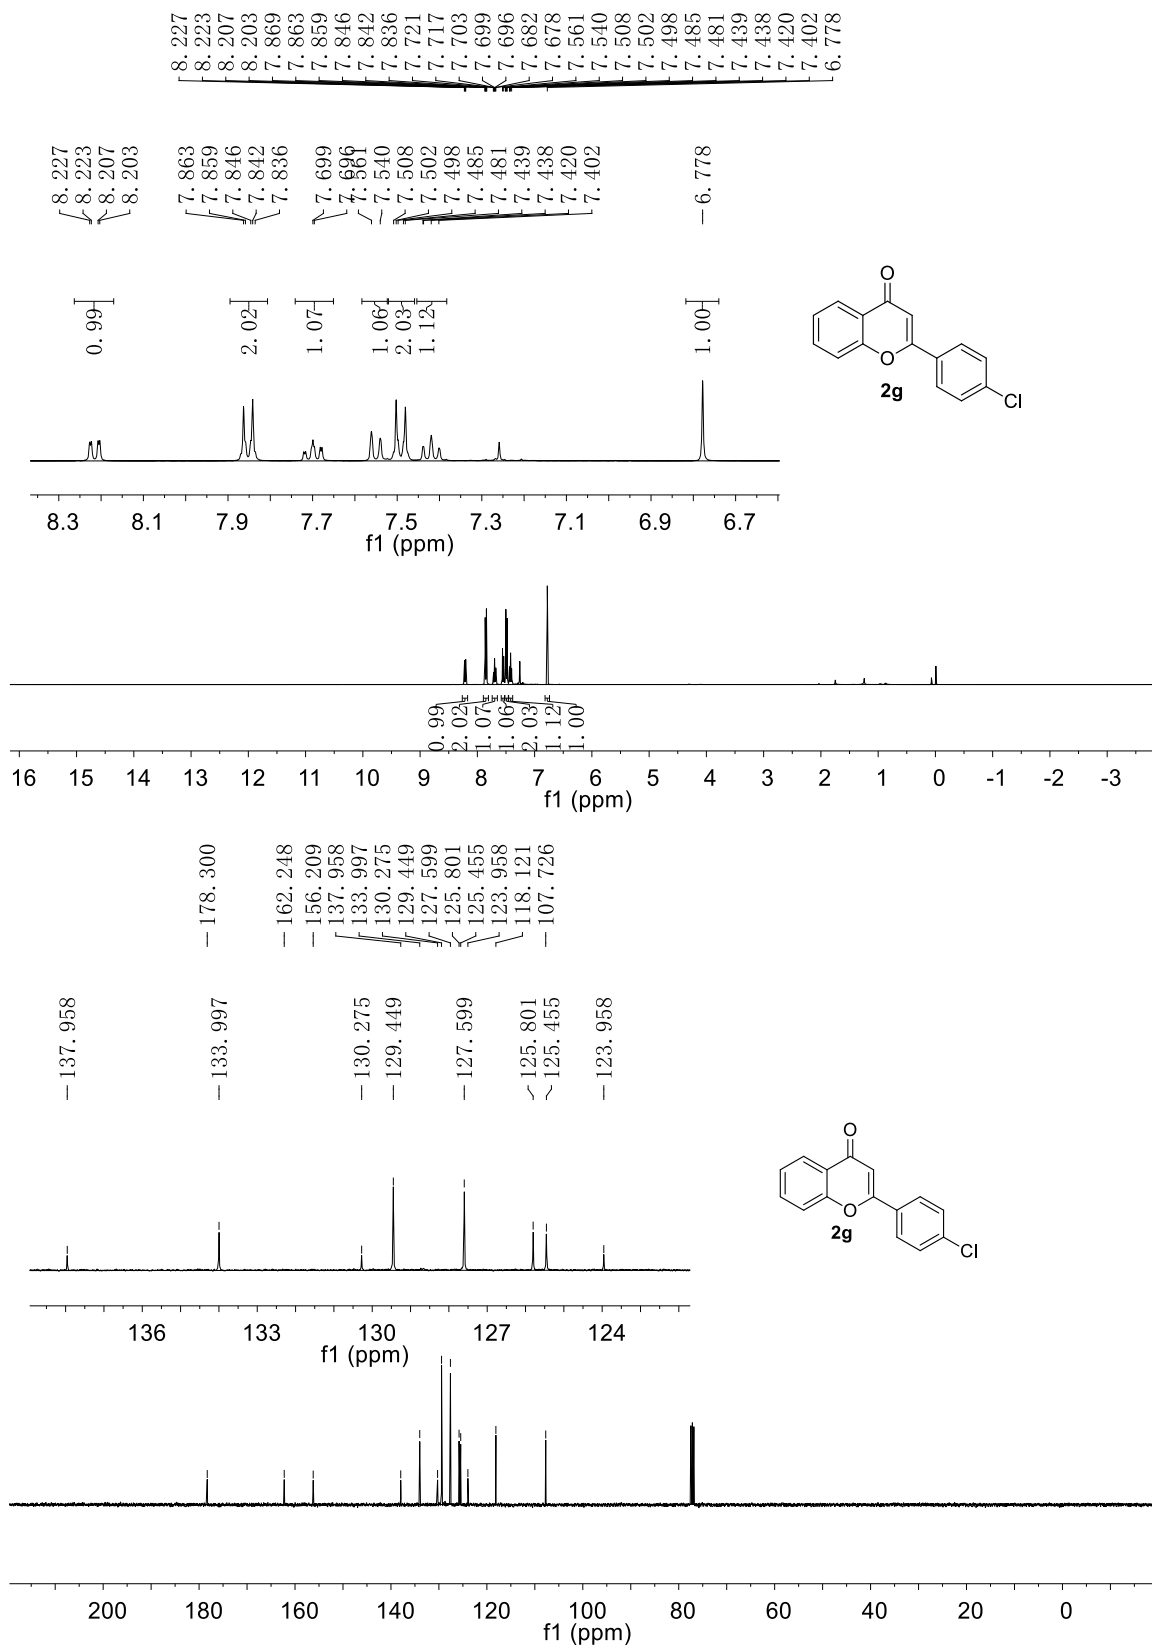 8.227 8.223 8.207 8.203 7.869 7.863 7.859 7.846 7.842 7.836 7.721 7.717 7.703 7.699 7.696 7.682 7.678 7.561 7.540 7.508 7.502 7.498 7.485 7.481 7.439 7.438 7.420 7.402 6.778
8.227 8.223 8.207 8.203 7.863 7.859 7.846 7.842 7.836 7.699 7.696 7.561 7.540 7.508 7.502 7.498 7.485 7.481 7.439 7.438 7.420 7.402 6.778
O
0.99 2.02 1.07 1.06 2.03 1.12 1.00
O
2g
Cl
8.3 8.1 7.9 7.7 7.5 7.3 7.1 6.9 6.7
f1 (ppm)
0.99 2.02 1.07 1.06 2.03 1.12 1.00
16 15 14 13 12 11 10 9 8 7 6 5 4 3 2 1 0 -1 -2 -3
f1 (ppm)
178.300 162.248 156.209 137.958 133.997 130.275 129.449 127.599 125.801 125.455 123.958 118.121 107.726
137.958 133.997 130.275 129.449 127.599 125.801 125.455 123.958
O
O
2g
Cl
136 133 130 127 124
f1 (ppm)
200 180 160 140 120 100 80 60 40 20 0
f1 (ppm)